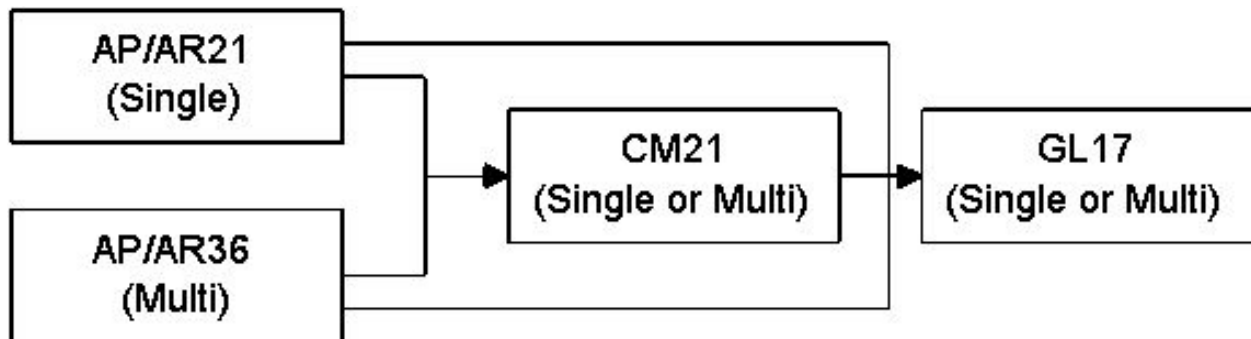 AP/AR21
(Single)
CM21
(Single or Multi)
GL17
(Single or Multi)
AP/AR36
(Multi)